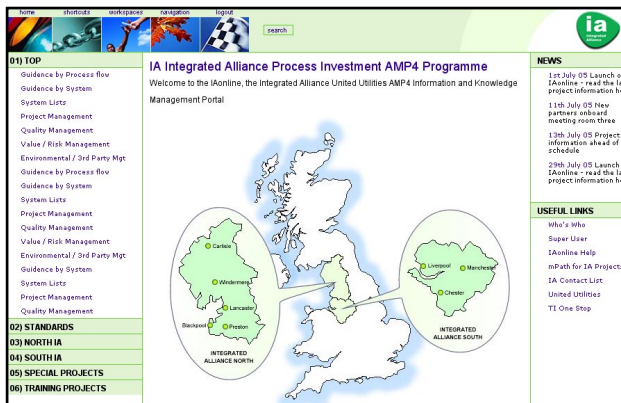 home shortcuts workspaces navigation logout
search
ia
Integrated
Alliance
01) TOP
Guidence by Process flow
Guidence by System
System Lists
Project Management
Quality Management
Value / Risk Management
Environmental / 3rd Party Mgt
Guidence by Process flow
Guidence by System
System Lists
Project Management
Quality Management
Value / Risk Management
Environmental / 3rd Party Mgt
Guidence by System
System Lists
Project Management
Quality Management
02) STANDARDS
03) NORTH IA
04) SOUTH IA
05) SPECIAL PROJECTS
06) TRAINING PROJECTS
IA Integrated Alliance Process Investment AMP4 Programme
Welcome to the IAonline, the Integrated Alliance United Utilities AMP4 Information and Knowledge
Management Portal
Carlisle
Windermere
Lancaster
Blackpool
Preston
INTEGRATED
ALLIANCE NORTH
Liverpool
Manchester
Chester
INTEGRATED
ALLIANCE SOUTH
NEWS
1st July 05 Launch
IAonline - read the
project information
11th July 05 New
partners onboard
meeting room three
13th July 05 Project
information ahead of
schedule
29th July 05 Launch
IAonline - read the
project information
USEFUL LINKS
Who's Who
Super User
IAonline Help
mPath for IA
IA Contact List
United Utilities
TI One Stop